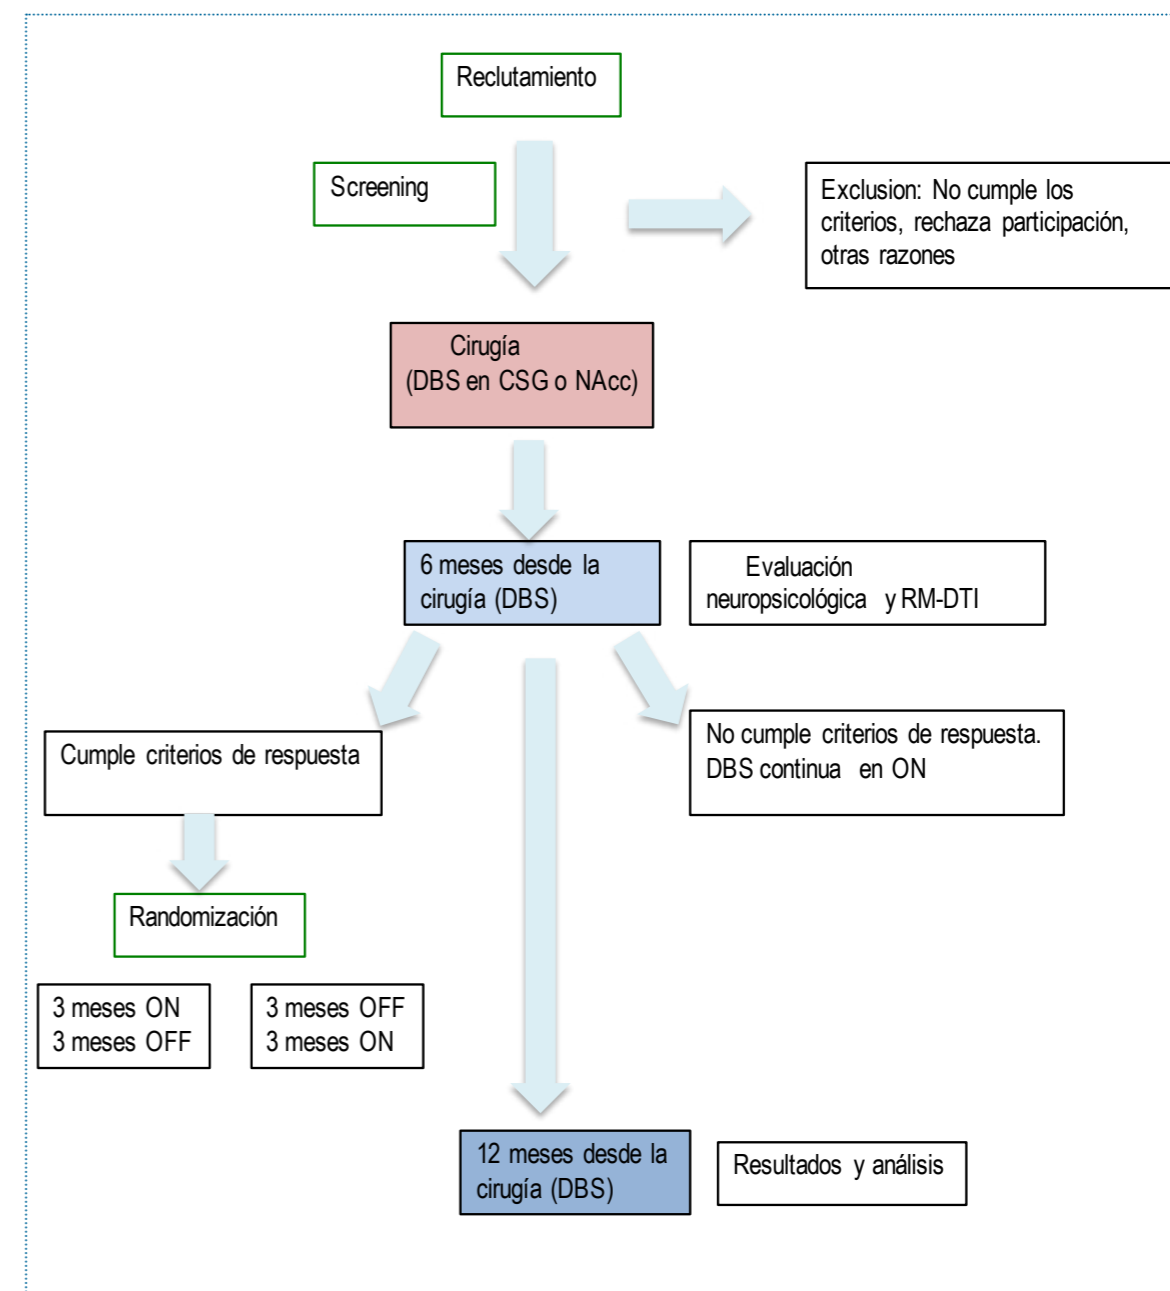 Reclutamiento
Screening
Exclusion: No cumple los
criterios, rechaza participación,
otras razones
Cirugía
(DBS en CSG o NAcc)
6 meses desde la
cirugía (DBS)
Evaluación
neuropsicológica y RM-DTI
Cumple criterios de respuesta
No cumple criterios de respuesta.
DBS continua en ON
Randomización
3 meses ON
3 meses OFF
3 meses OFF
3 meses ON
12 meses desde la
cirugía (DBS)
Resultados y análisis